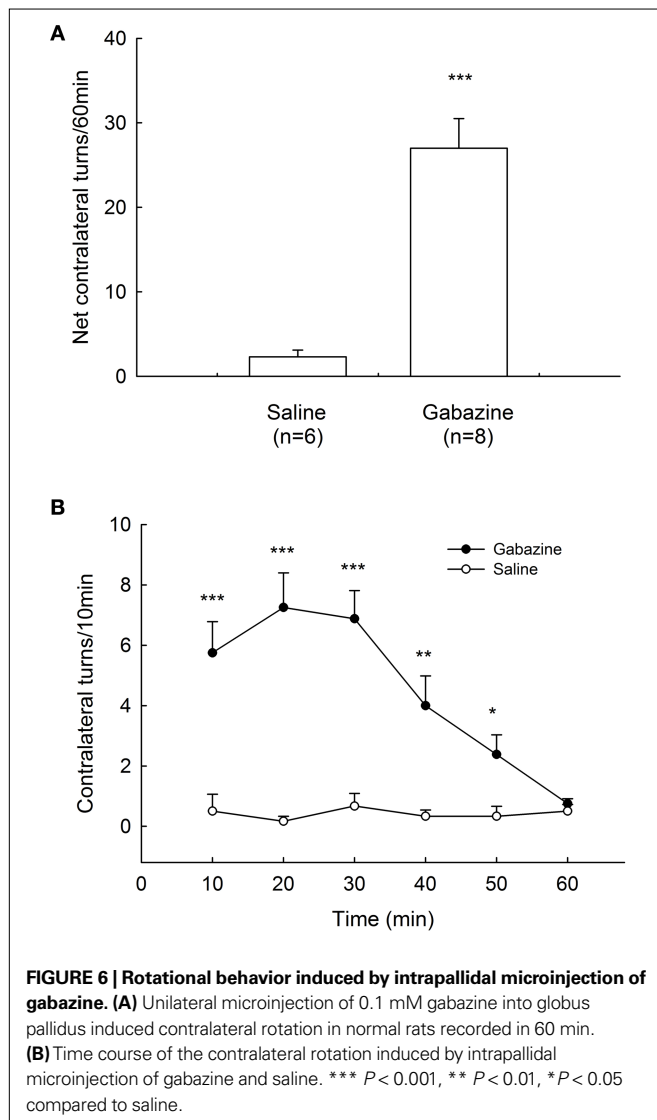 A
40
30
20
10
0
Net contralateral turns/60min
***
Saline
(n=6)
Gabazine
(n=8)
B
10
8
6
4
2
0
Contralateral turns/10min
***
***
***
**
*
Gabazine
Saline
0
10
20
30
40
50
60
Time (min)
FIGURE 6 | Rotational behavior induced by intrapallidal microinjection of
gabazine. (A) Unilateral microinjection of 0.1 mM gabazine into globus
pallidus induced contralateral rotation in normal rats recorded in 60 min.
(B) Time course of the contralateral rotation induced by intrapallidal
microinjection of gabazine and saline. *** P < 0.001, ** P < 0.01, *P < 0.05
compared to saline.